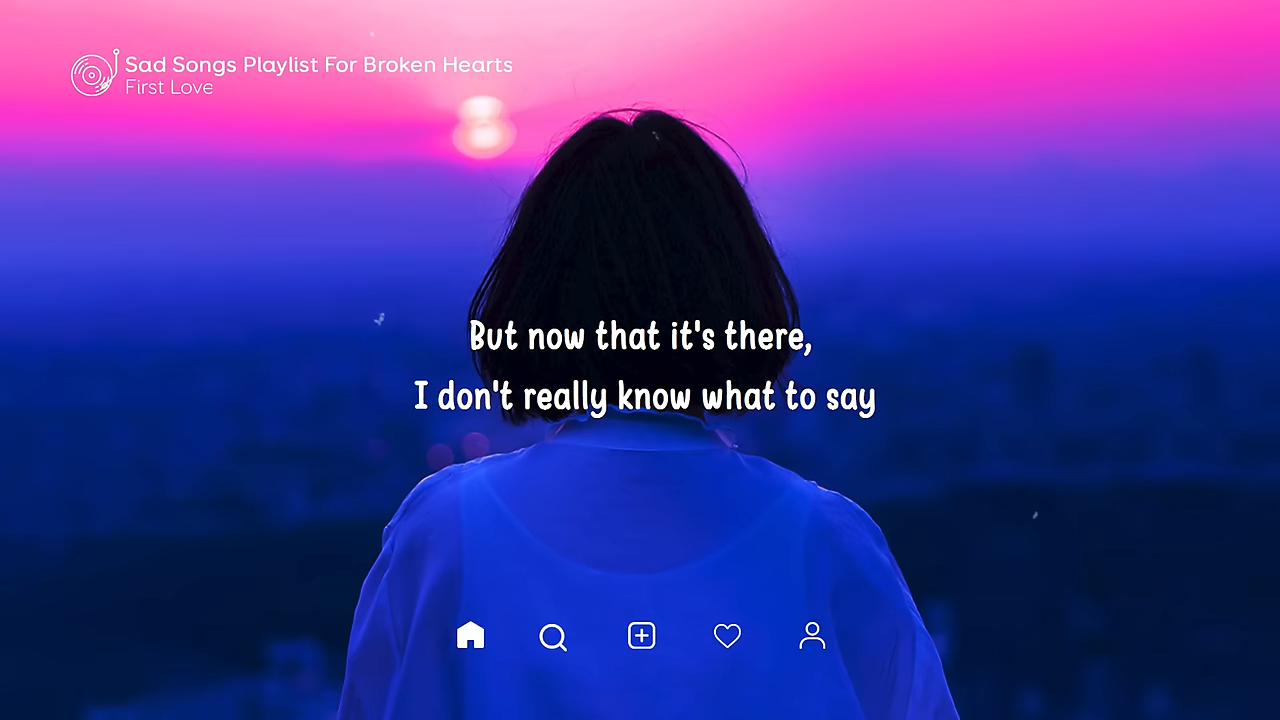 Sad Songs Playlist For Broken Hearts
First Love
But now that it's there,
I don't really know what to say